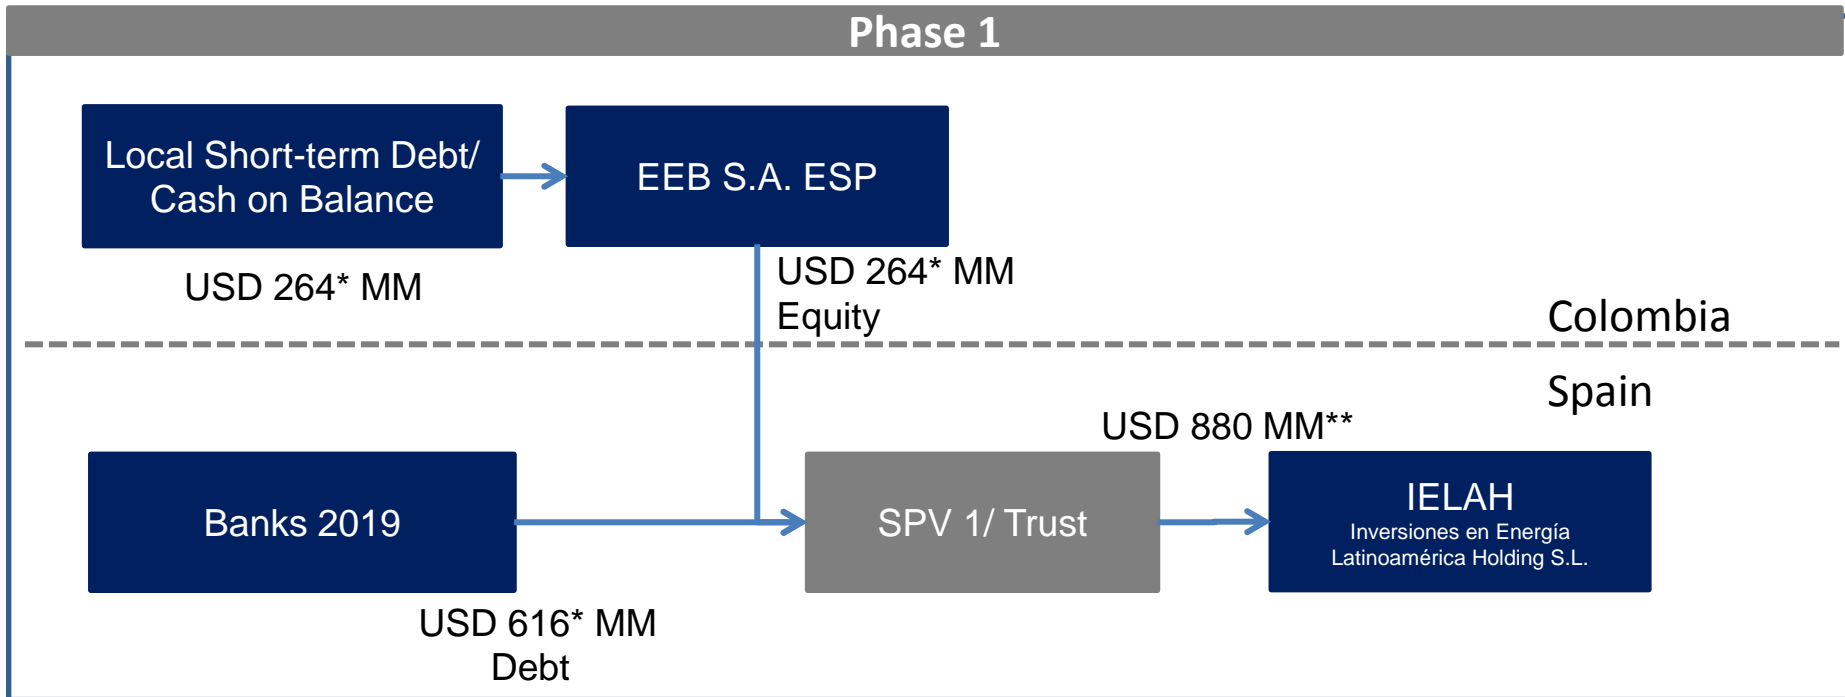 Phase 1
Local Short-term Debt/
Cash on Balance
EEB S.A. ESP
USD 264* MM
USD 264* MM
Equity
Colombia
Spain
USD 880 MM**
Banks 2019
SPV 1/ Trust
IELAH
Inversiones en Energía
Latinoamérica Holding S.L.
USD 616* MM
Debt